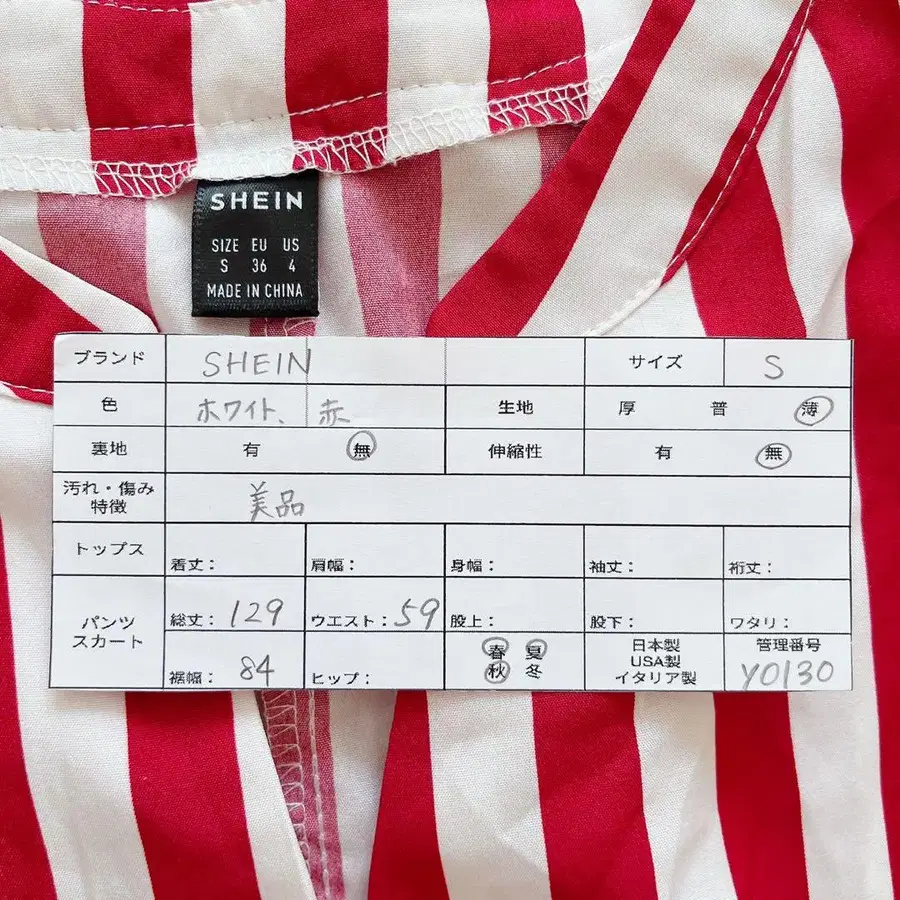 SHEIN
SIZE EU US
S 36 4
MADE IN CHINA
ブランド SHEIN サイズ S
色 ホワイト、赤 生地 厚 普 薄
裏地 有 無 伸縮性 有 無
汚れ・傷み
特徴 美品
トップス 着丈: 肩幅: 身幅: 袖丈: 裄丈:
パンツ
スカート
総丈: 129 ウエスト: 59 股上: 股下: ワタリ:
裾幅: 84 ヒップ:
春 夏
秋 冬
日本製
USA製
イタリア製
管理番号
Y0130